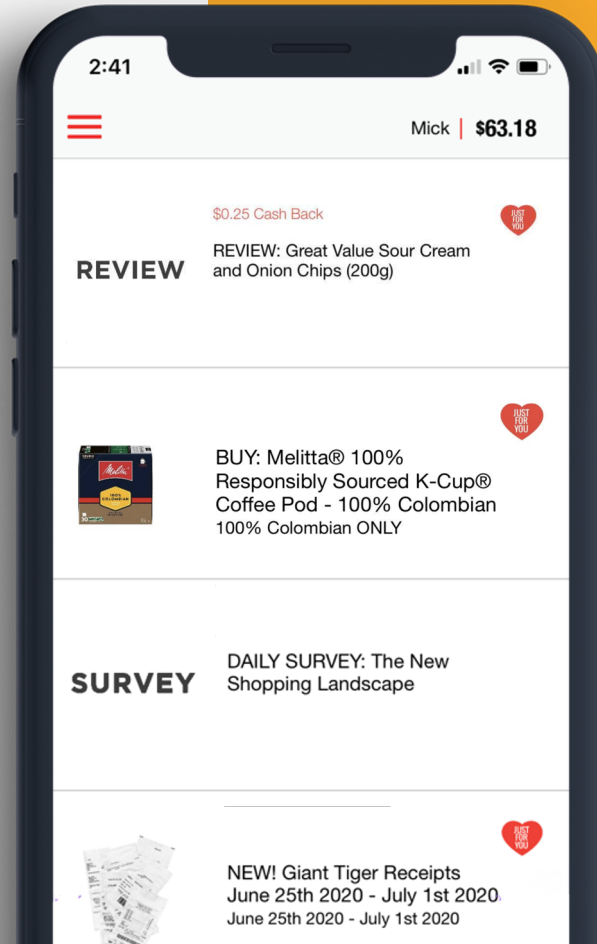 2:41
Mick | $63.18
$0.25 Cash Back
JUST
FOR
YOU
REVIEW
REVIEW: Great Value Sour Cream
and Onion Chips (200g)
JUST
FOR
YOU
Melitta
100%
COLOMBIAN
BUY: Melitta® 100%
Responsibly Sourced K-Cup®
Coffee Pod - 100% Colombian
100% Colombian ONLY
SURVEY
DAILY SURVEY: The New
Shopping Landscape
JUST
FOR
YOU
NEW! Giant Tiger Receipts
June 25th 2020 - July 1st 2020
June 25th 2020 - July 1st 2020